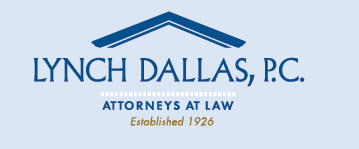 LYNCH DALLAS, P.C.
ATTORNEYS AT LAW
Established 1926